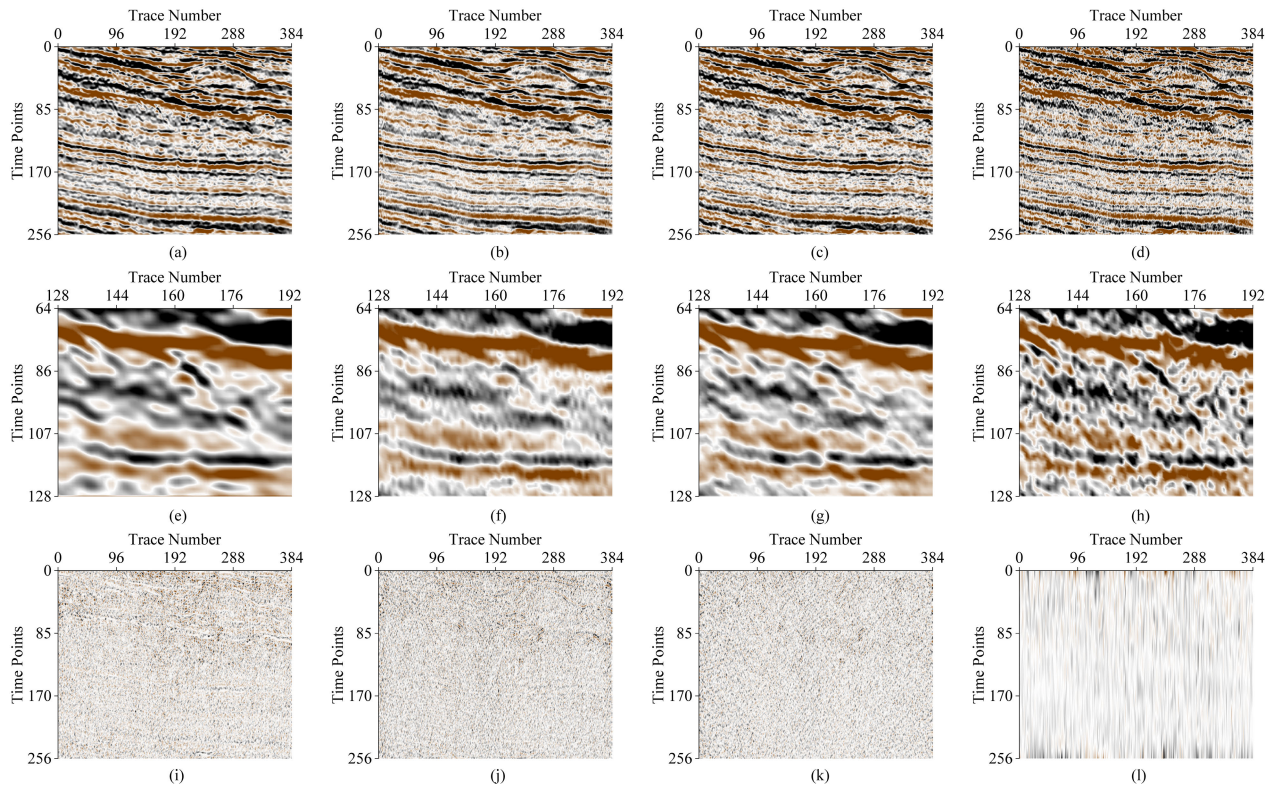 Trace Number Trace Number Trace Number Trace Number
0 96 192 288 384 0 96 192 288 384 0 96 192 288 384 0 96 192 288 384
Time Points Time Points Time Points Time Points
0 0 0 0
85 85 85 85
170 170 170 170
256 256 256 256
(a) (b) (c) (d)
Trace Number Trace Number Trace Number Trace Number
128 144 160 176 192 128 144 160 176 192 128 144 160 176 192 128 144 160 176 192
Time Points Time Points Time Points Time Points
64 64 64 64
86 86 86 86
107 107 107 107
128 128 128 128
(e) (f) (g) (h)
Trace Number Trace Number Trace Number Trace Number
0 96 192 288 384 0 96 192 288 384 0 96 192 288 384 0 96 192 288 384
Time Points Time Points Time Points Time Points
0 0 0 0
85 85 85 85
170 170 170 170
256 256 256 256
(i) (j) (k) (l)